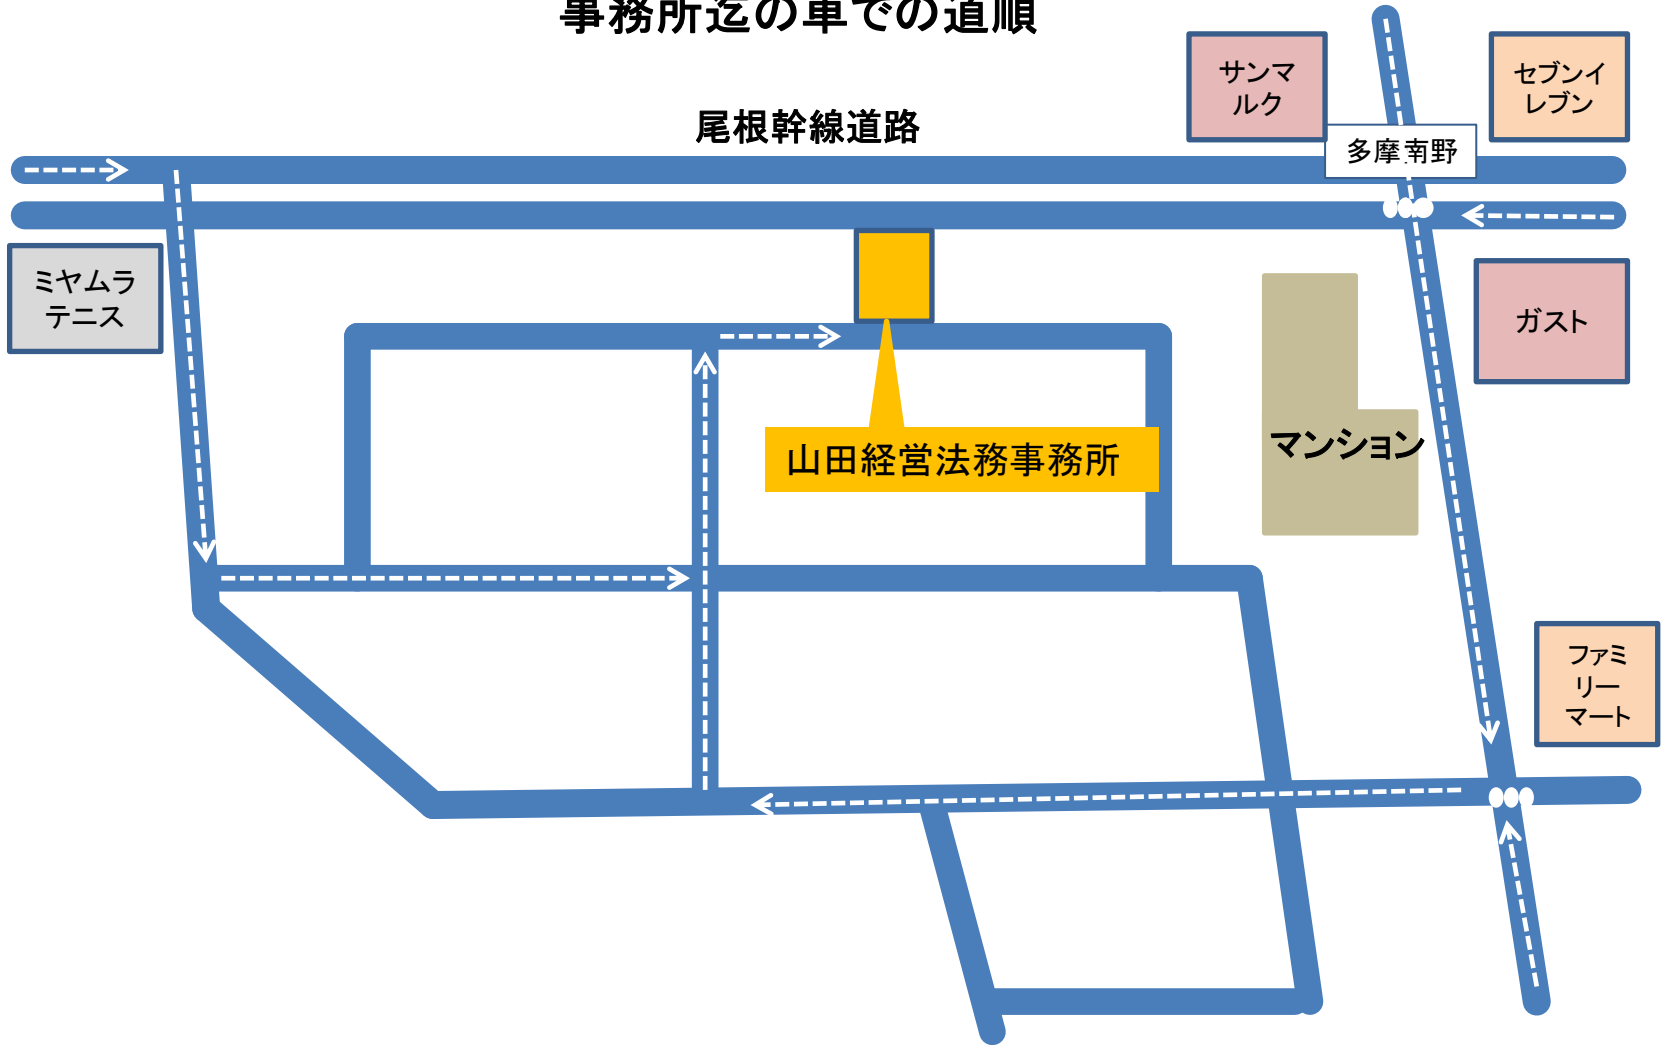 事務所迄の車での道順
サンマ
ルク
セブンイ
レブン
尾根幹線道路
多摩南野
ミヤムラ
テニス
ガスト
マンション
山田経営法務事務所
ファミ
リー
マート